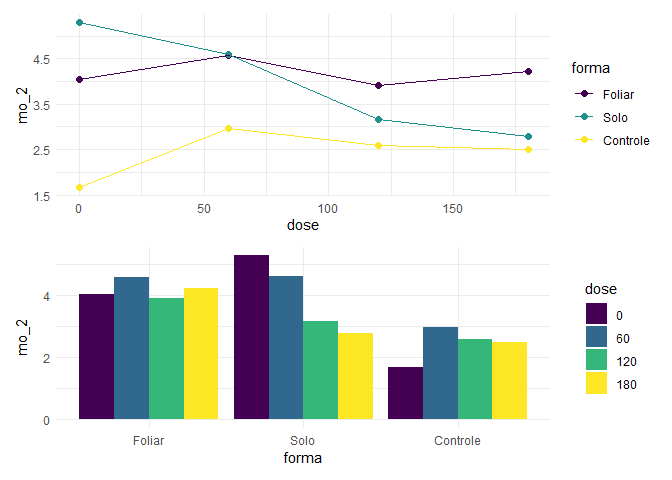 4.5
3.5
2.5
1.5
mo_2
0
50
100
150
dose
forma
Foliar
Solo
Controle
4
2
0
mo_2
Foliar
Solo
Controle
forma
dose
0
60
120
180